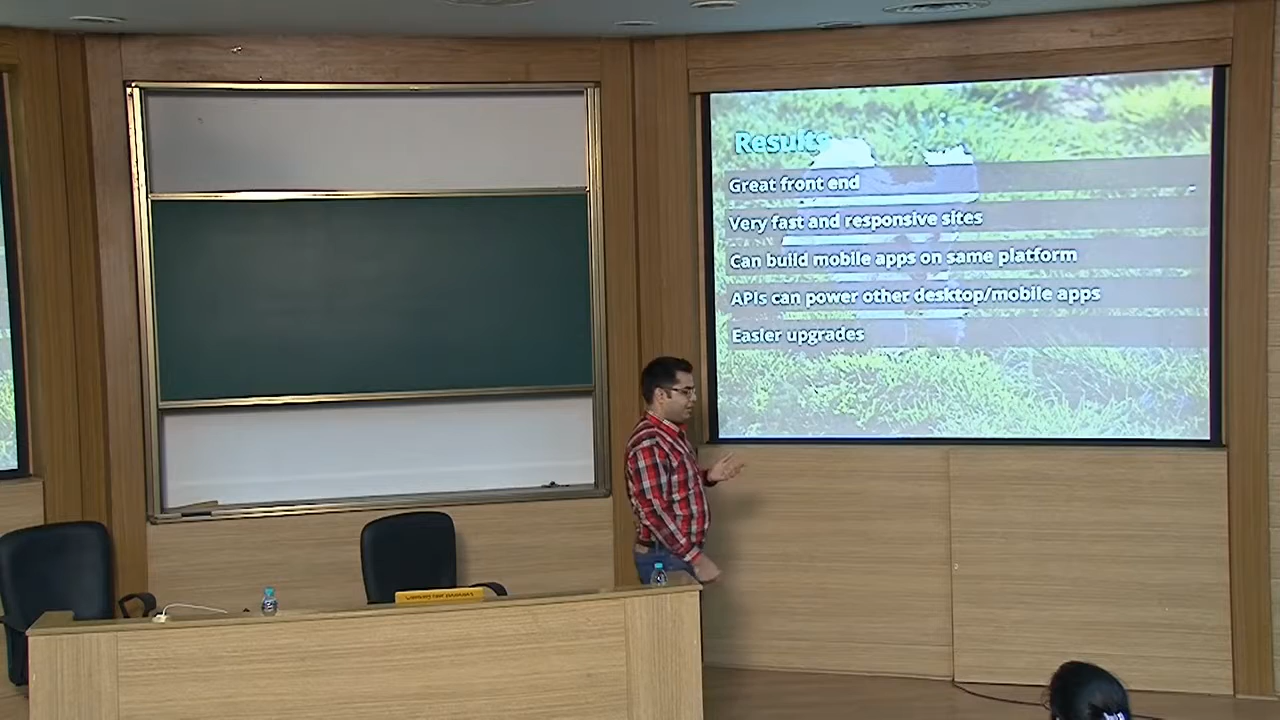 Results
Great front end
Very fast and responsive sites
Can build mobile apps on same platform
APIs can power other desktop/mobile apps
Easier upgrades